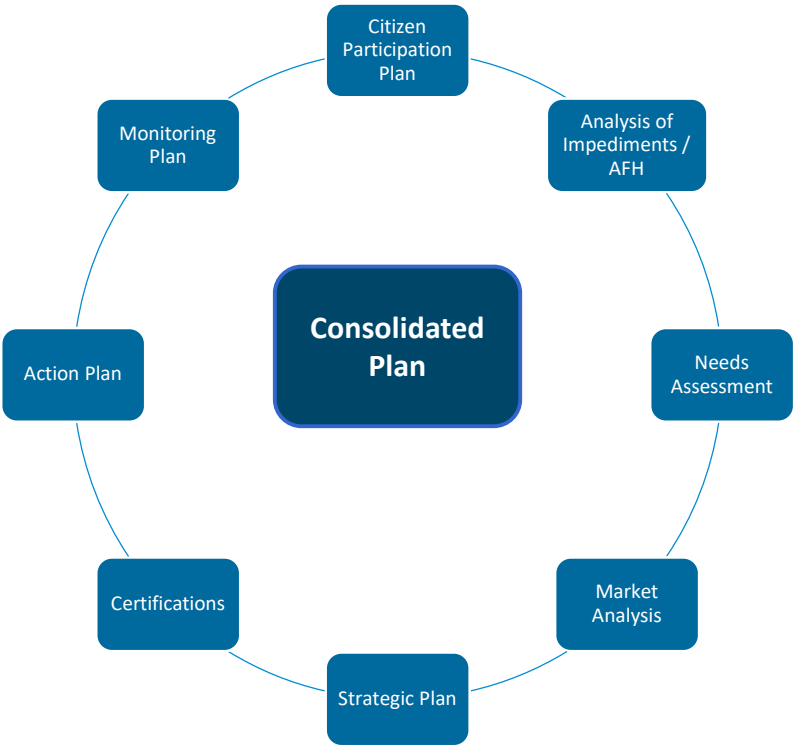 Citizen
Participation
Plan
Analysis of
Impediments /
AFH
Needs
Assessment
Market
Analysis
Strategic Plan
Certifications
Action Plan
Monitoring
Plan
Consolidated
Plan